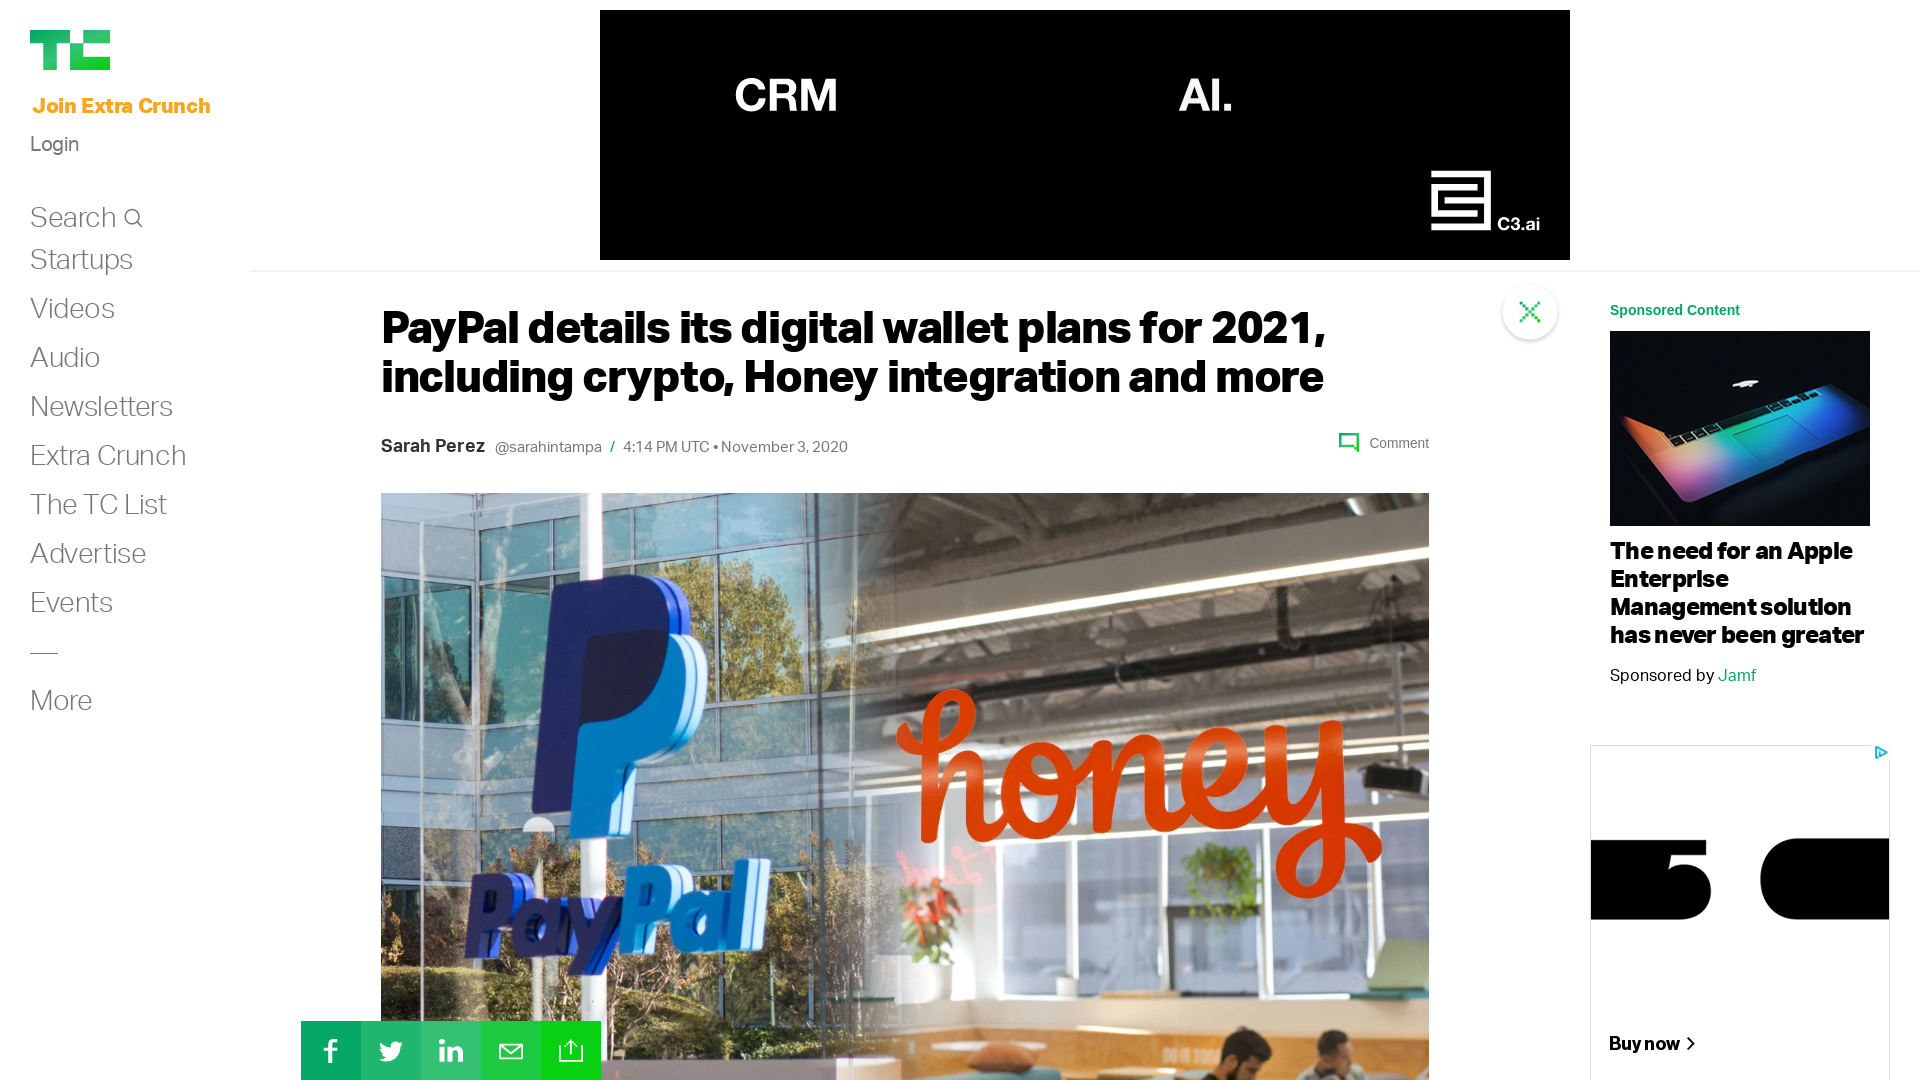 TC
Join Extra Crunch
Login
Search
Startups
Videos
Audio
Newsletters
Extra Crunch
The TC List
Advertise
Events
More
CRM AI.
C3.ai
PayPal details its digital wallet plans for 2021,
including crypto, Honey integration and more
Sarah Perez @sarahintampa / 4:14 PM UTC • November 3, 2020
Comment
PayPal
honey
Sponsored Content
The need for an Apple
Enterprise
Management solution
has never been greater
Sponsored by Jamf
Buy now